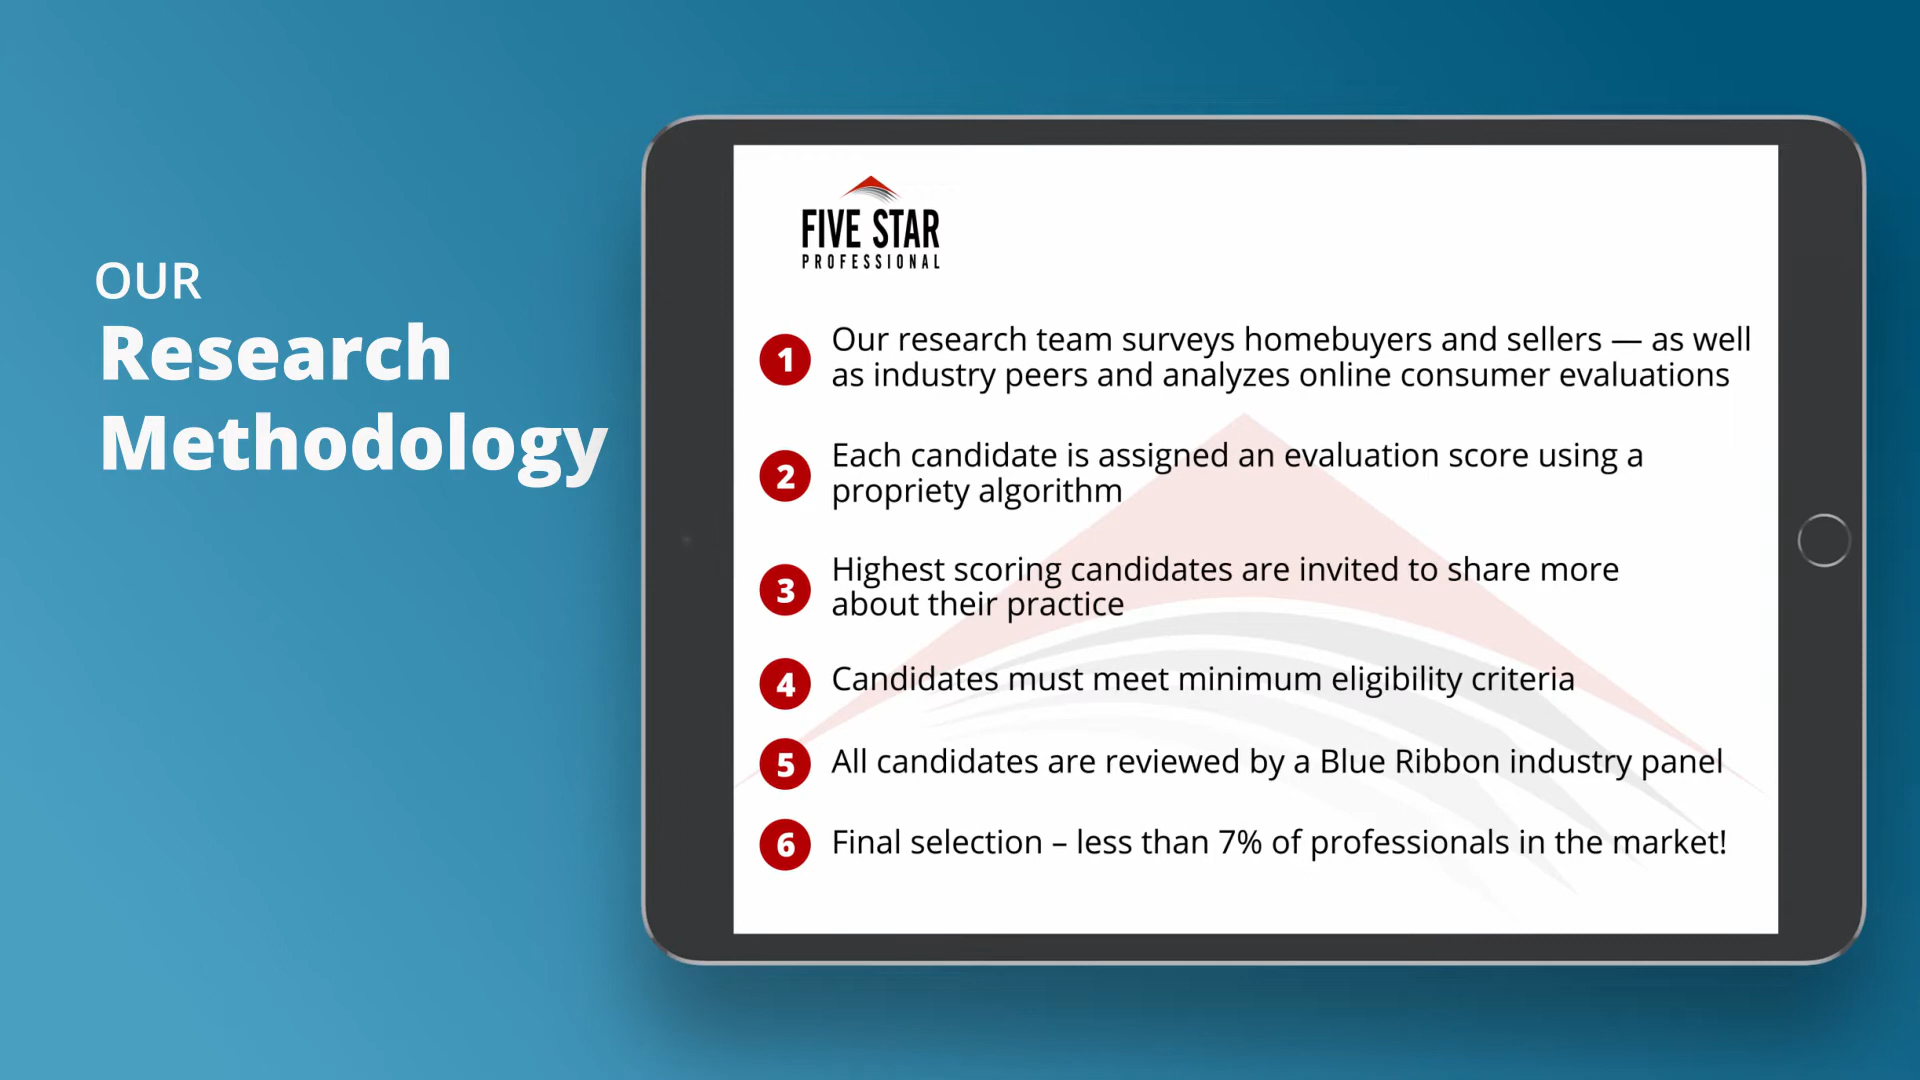 OUR
Research
Methodology
FIVE STAR
PROFESSIONAL
1 Our research team surveys homebuyers and sellers — as well
as industry peers and analyzes online consumer evaluations
2 Each candidate is assigned an evaluation score using a
propriety algorithm
3 Highest scoring candidates are invited to share more
about their practice
4 Candidates must meet minimum eligibility criteria
5 All candidates are reviewed by a Blue Ribbon industry panel
6 Final selection – less than 7% of professionals in the market!